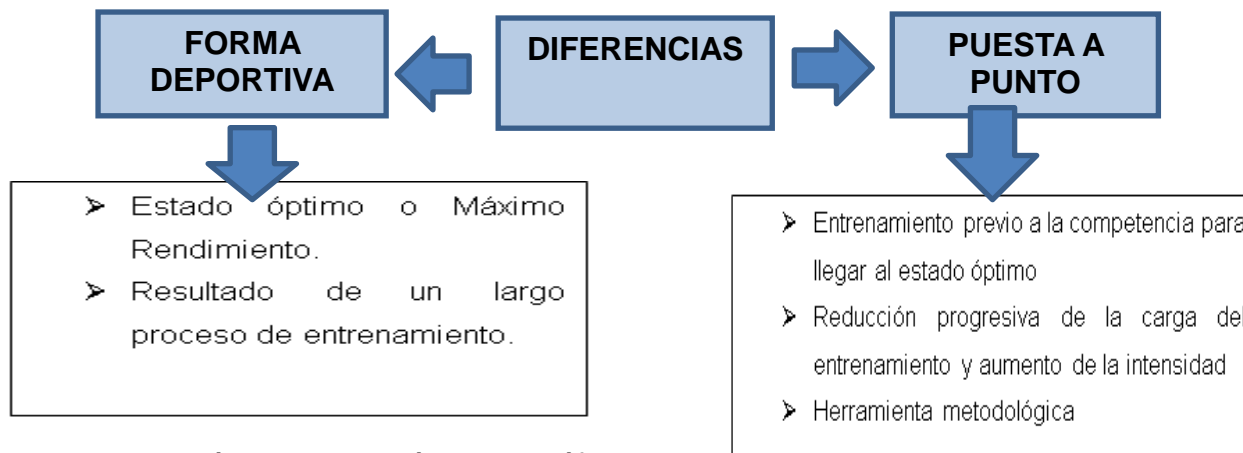 FORMA
DEPORTIVA
DIFERENCIAS
PUESTA A
PUNTO
➤ Estado óptimo o Máximo
Rendimiento.
➤ Resultado de un largo
proceso de entrenamiento.
➤ Entrenamiento previo a la competencia para
llegar al estado óptimo
➤ Reducción progresiva de la carga del
entrenamiento y aumento de la intensidad
➤ Herramienta metodológica